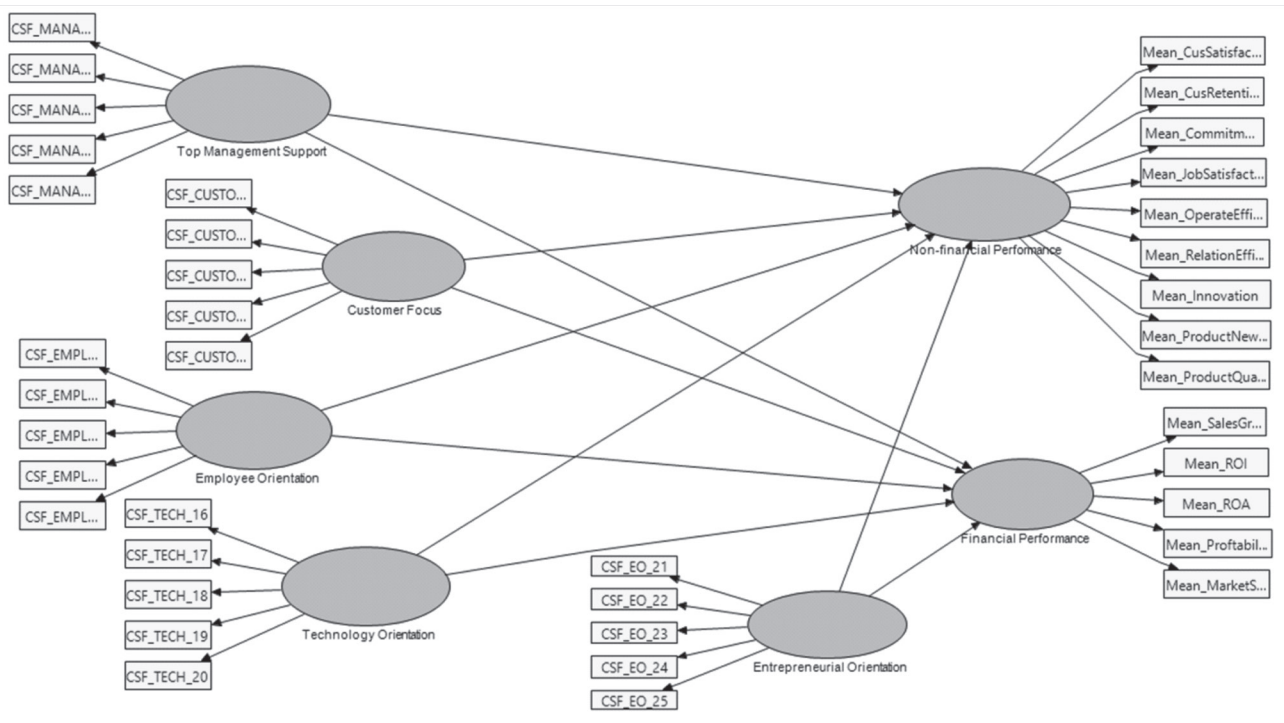 CSF_MANA...
CSF_MANA...
CSF_MANA...
CSF_MANA...
CSF_MANA...
Top Management Support
CSF_CUSTO...
CSF_CUSTO...
CSF_CUSTO...
CSF_CUSTO...
CSF_CUSTO...
Customer Focus
CSF_EMPL...
CSF_EMPL...
CSF_EMPL...
CSF_EMPL...
CSF_EMPL...
Employee Orientation
CSF_TECH_16
CSF_TECH_17
CSF_TECH_18
CSF_TECH_19
CSF_TECH_20
Technology Orientation
CSF_EO_21
CSF_EO_22
CSF_EO_23
CSF_EO_24
CSF_EO_25
Entrepreneurial Orientation
Mean_CusSatisfac...
Mean_CusRetenti...
Mean_Commitm...
Mean_JobSatisfact...
Mean_OperateEffi...
Mean_RelationEffi...
Mean_Innovation
Mean_ProductNew...
Mean_ProductQua...
Non-financial Performance
Mean_SalesGr...
Mean_ROI
Mean_ROA
Mean_Proftabil...
Mean_MarketS...
Financial Performance